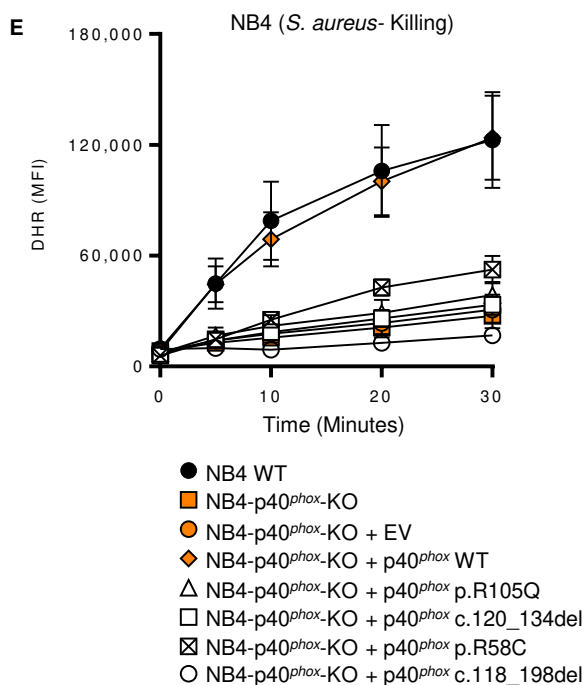 E
NB4 (S. aureus- Killing)
180,000
120,000
60,000
0
DHR (MFI)
0 10 20 30
Time (Minutes)
NB4 WT
NB4-p40phox-KO
NB4-p40phox-KO + EV
NB4-p40phox-KO + p40phox WT
NB4-p40phox-KO + p40phox p.R105Q
NB4-p40phox-KO + p40phox c.120_134del
NB4-p40phox-KO + p40phox p.R58C
NB4-p40phox-KO + p40phox c.118_198del